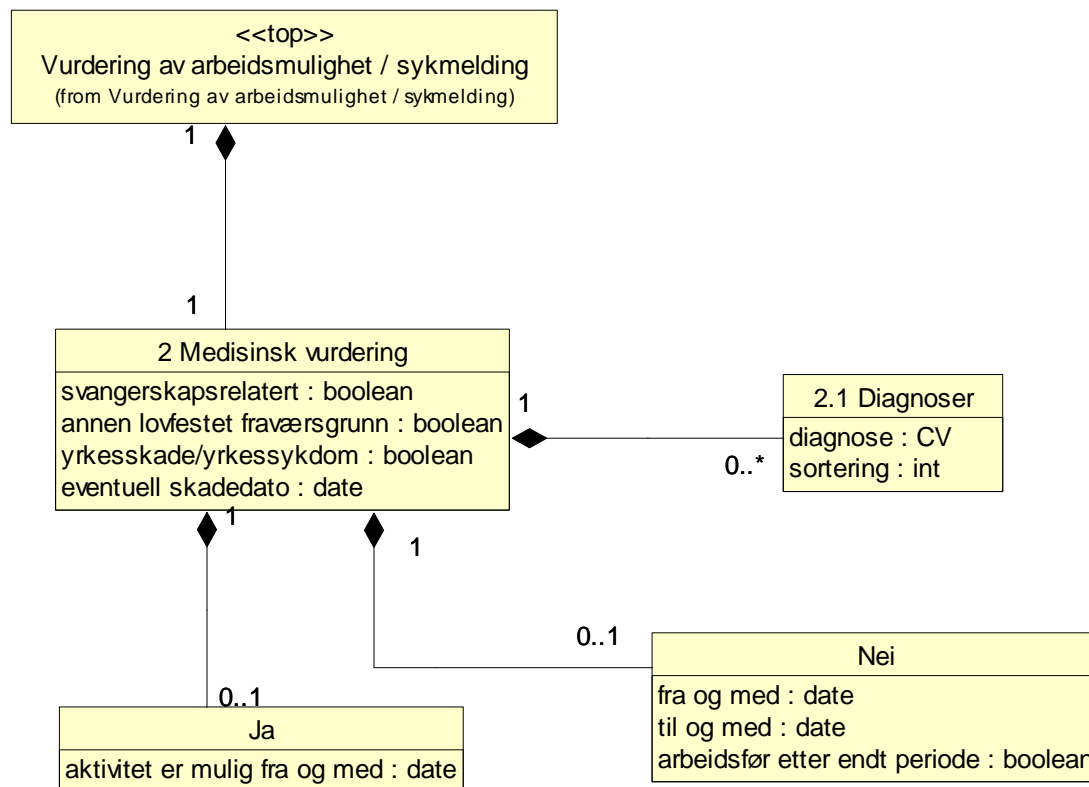 <<top>>
Vurdering av arbeidsmulighet / sykmelding
(from Vurdering av arbeidsmulighet / sykmelding)
1
1
2 Medisinsk vurdering
svangerskapsrelatert : boolean
annen lovfestet fraværsgrunn : boolean
yrkesskade/yrkessykdom : boolean
eventuell skadedato : date
1
0..*
2.1 Diagnoser
diagnose : CV
sortering : int
1
1
0..1
0..1
Nei
fra og med : date
til og med : date
arbeidsfør etter endt periode : boolean
Ja
aktivitet er mulig fra og med : date